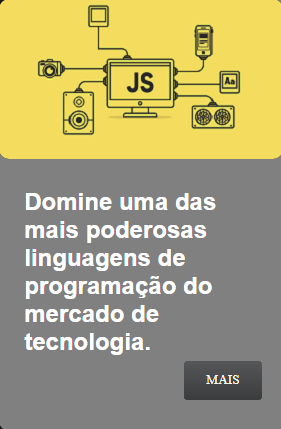 JS
Aa
Domine uma das
mais poderosas
linguagens de
programação do
mercado de
tecnologia.
MAIS